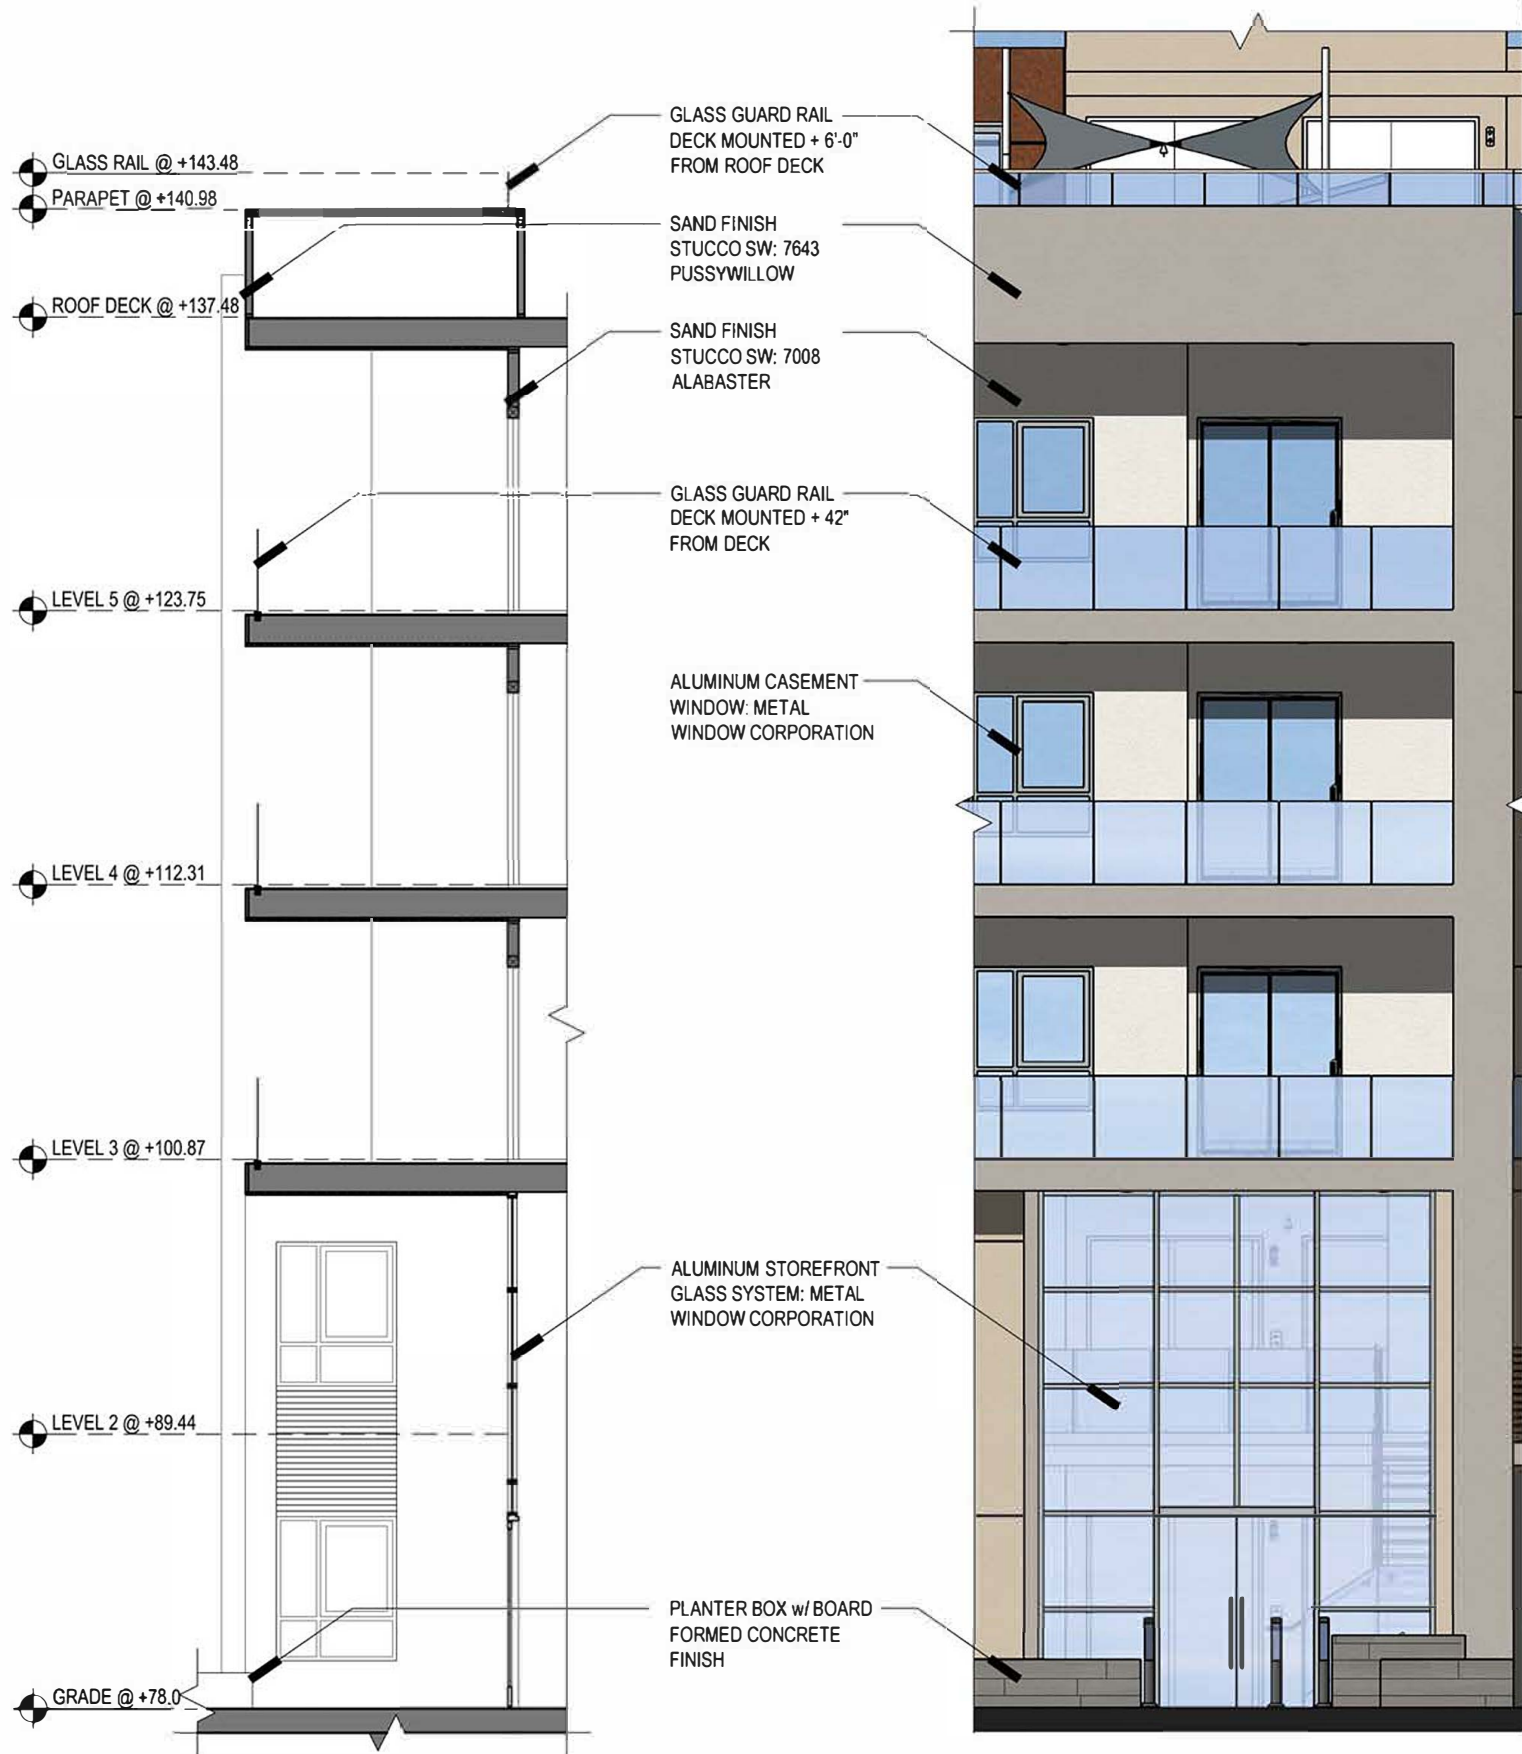 GLASS RAIL @ +143.48
PARAPET @ +140.98
ROOF DECK @ +137.48
LEVEL 5 @ +123.75
LEVEL 4 @ +112.31
LEVEL 3 @ +100.87
LEVEL 2 @ +89.44
GRADE @ +78.0
GLASS GUARD RAIL
DECK MOUNTED + 6'-0"
FROM ROOF DECK
SAND FINISH
STUCCO SW: 7643
PUSSYWILLOW
SAND FINISH
STUCCO SW: 7008
ALABASTER
GLASS GUARD RAIL
DECK MOUNTED + 42"
FROM DECK
ALUMINUM CASEMENT
WINDOW: METAL
WINDOW CORPORATION
ALUMINUM STOREFRONT
GLASS SYSTEM: METAL
WINDOW CORPORATION
PLANTER BOX w/ BOARD
FORMED CONCRETE
FINISH